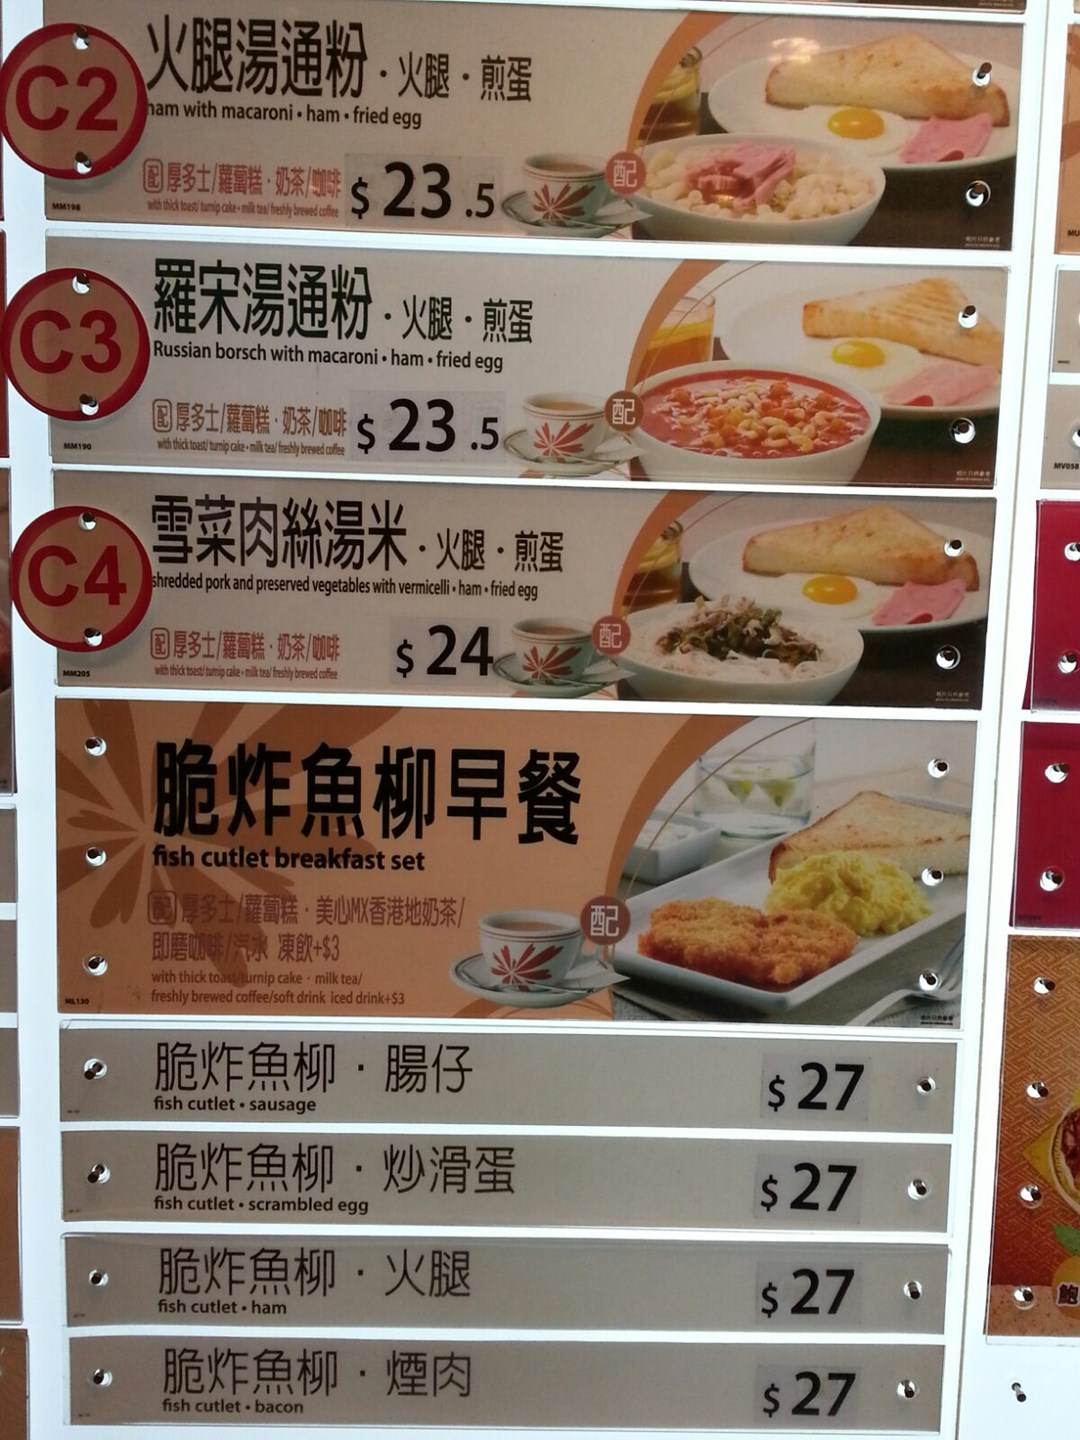 C2
火腿湯通粉·火腿·煎蛋
ham with macaroni • ham • fried egg
配 厚多士/蘿蔔糕·奶茶/咖啡
$ 23.5
配
with thick toast/ turnip cake • milk tea/ freshly brewed coffee
MM198
C3
羅宋湯通粉·火腿·煎蛋
Russian borsch with macaroni • ham • fried egg
配 厚多士/蘿蔔糕·奶茶/咖啡
$ 23.5
配
with thick toast/ turnip cake • milk tea/ freshly brewed coffee
MM190
MV058
C4
雪菜肉絲湯米·火腿·煎蛋
shredded pork and preserved vegetables with vermicelli • ham • fried egg
配 厚多士/蘿蔔糕·奶茶/咖啡
$ 24
配
with thick toast/ turnip cake • milk tea/ freshly brewed coffee
MM205
脆炸魚柳早餐
fish cutlet breakfast set
配 厚多士/蘿蔔糕·美心MX香港地奶茶/
即磨咖啡/汽水 凍飲+$3
配
with thick toast/turnip cake · milk tea/
freshly brewed coffee/soft drink iced drink+$3
ML130
脆炸魚柳·腸仔
fish cutlet • sausage
$ 27
脆炸魚柳·炒滑蛋
fish cutlet • scrambled egg
$ 27
脆炸魚柳·火腿
fish cutlet • ham
$ 27
鮑
脆炸魚柳·煙肉
fish cutlet • bacon
$ 27